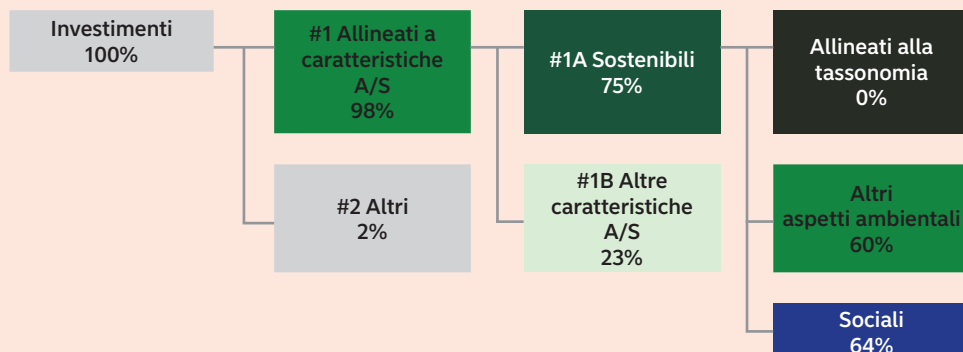 Investimenti
100%
#1 Allineati a
caratteristiche
A/S
98%
#1A Sostenibili
75%
Allineati alla
tassonomia
0%
#2 Altri
2%
#1B Altre
caratteristiche
A/S
23%
Altri
aspetti ambientali
60%
Sociali
64%